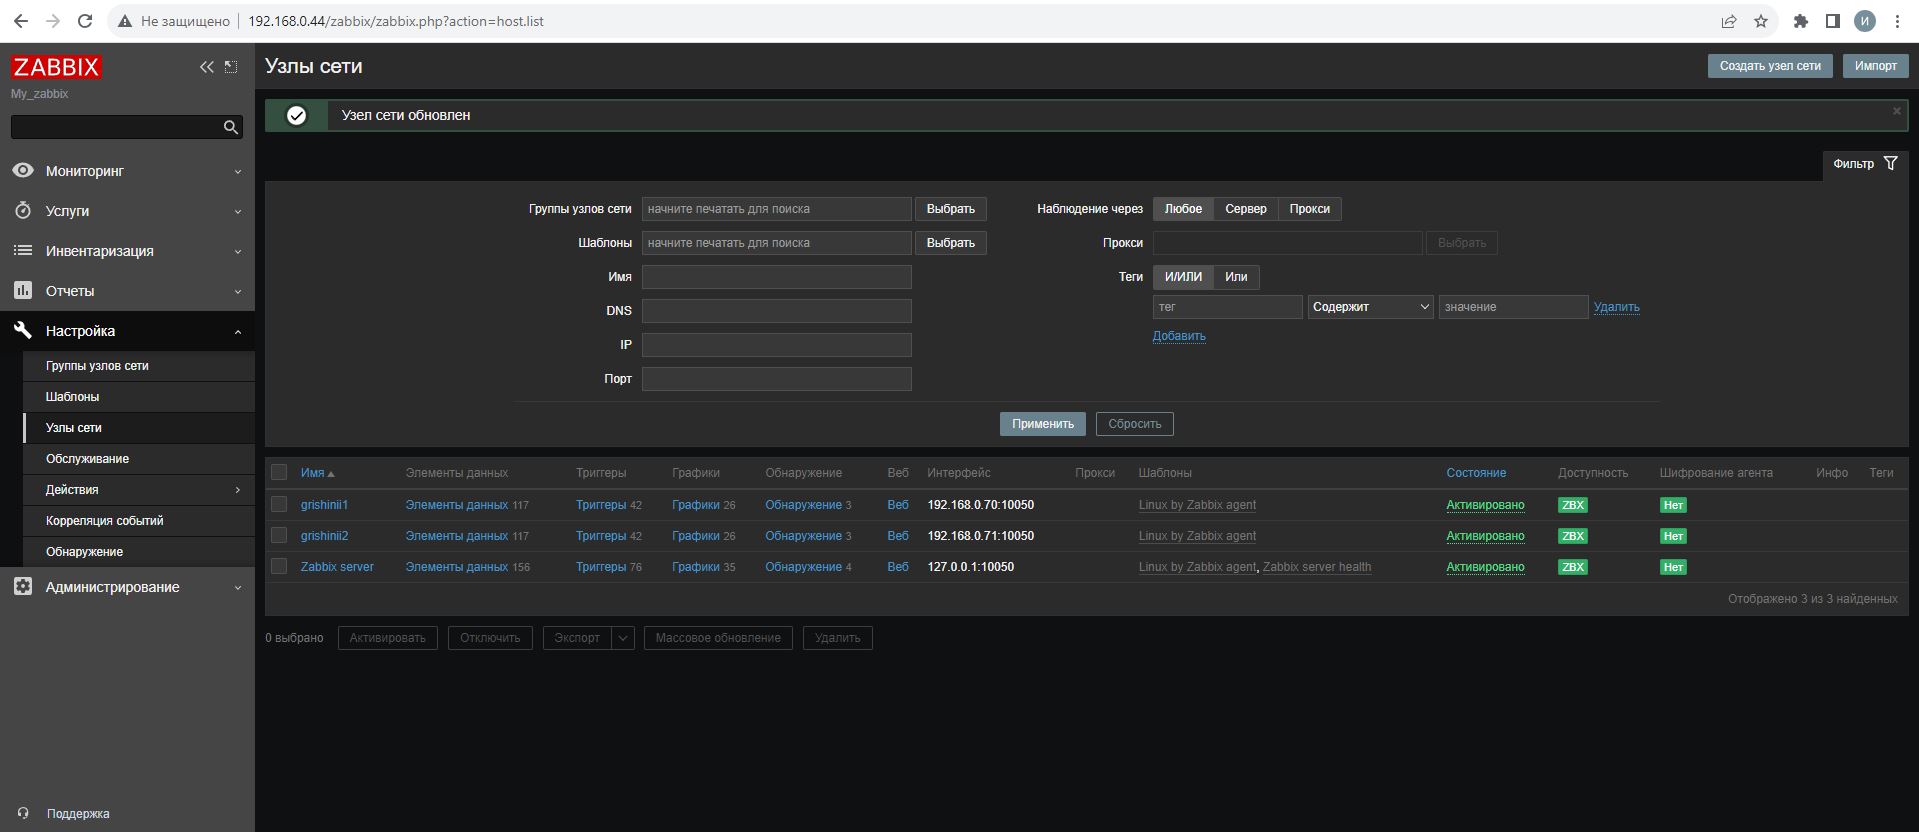 Не защищено 192.168.0.44/zabbix/zabbix.php?action=host.list И
ZABBIX
My_zabbix
Мониторинг
Услуги
Инвентаризация
Отчеты
Настройка
Группы узлов сети
Шаблоны
Узлы сети
Обслуживание
Действия
Корреляция событий
Обнаружение
Администрирование
Поддержка
Узлы сети Создать узел сети Импорт
Узел сети обновлен
Фильтр
Группы узлов сети начните печатать для поиска Выбрать
Шаблоны начните печатать для поиска Выбрать
Имя
DNS
IP
Порт
Наблюдение через Любое Сервер Прокси
Прокси Выбрать
Теги И/ИЛИ Или
тег Содержит значение Удалить
Добавить
Применить Сбросить
Имя Элементы данных Триггеры Графики Обнаружение Веб Интерфейс Прокси Шаблоны Состояние Доступность Шифрование агента Инфо Теги
grishinii1 Элементы данных 117 Триггеры 42 Графики 26 Обнаружение 3 Веб 192.168.0.70:10050 Linux by Zabbix agent Активировано ZBX Нет
grishinii2 Элементы данных 117 Триггеры 42 Графики 26 Обнаружение 3 Веб 192.168.0.71:10050 Linux by Zabbix agent Активировано ZBX Нет
Zabbix server Элементы данных 156 Триггеры 76 Графики 35 Обнаружение 4 Веб 127.0.0.1:10050 Linux by Zabbix agent, Zabbix server health Активировано ZBX Нет
Отображено 3 из 3 найденных
0 выбрано Активировать Отключить Экспорт Массовое обновление Удалить